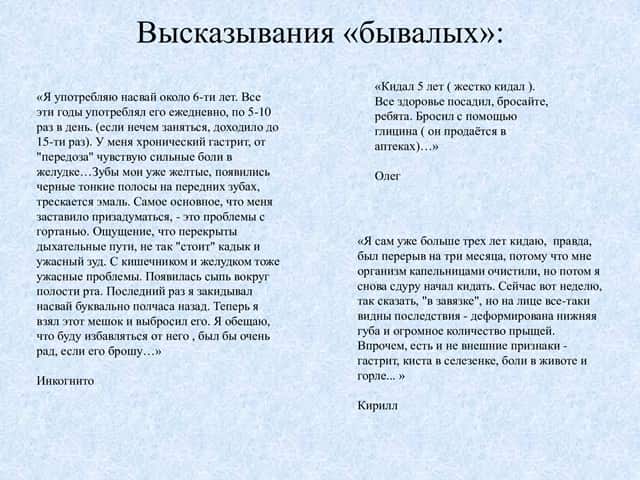 Высказывания «бывалых»:
«Я употребляю насвай около 6-ти лет. Все
эти годы употреблял его ежедневно, по 5-10
раз в день. (если нечем заняться, доходило до
15-ти раз). У меня хронический гастрит, от
"передоза" чувствую сильные боли в
желудке…Зубы мои уже желтые, появились
черные тонкие полосы на передних зубах,
трескается эмаль. Самое основное, что меня
заставило призадуматься, - это проблемы с
гортанью. Ощущение, что перекрыты
дыхательные пути, не так "стоит" кадык и
ужасный зуд. С кишечником и желудком тоже
ужасные проблемы. Появилась сыпь вокруг
полости рта. Последний раз я закидывал
насвай буквально полчаса назад. Теперь я
взял этот мешок и выбросил его. Я обещаю,
что буду избавляться от него , был бы очень
рад, если его брошу…»
Инкогнито
«Кидал 5 лет ( жестко кидал ).
Все здоровье посадил, бросайте,
ребята. Бросил с помощью
глицина ( он продаётся в
аптеках)…»
Олег
«Я сам уже больше трех лет кидаю, правда,
был перерыв на три месяца, потому что мне
организм капельницами очистили, но потом я
снова сдуру начал кидать. Сейчас вот неделю,
так сказать, "в завязке", но на лице все-таки
видны последствия - деформирована нижняя
губа и огромное количество прыщей.
Впрочем, есть и не внешние признаки -
гастрит, киста в селезенке, боли в животе и
горле... »
Кирилл